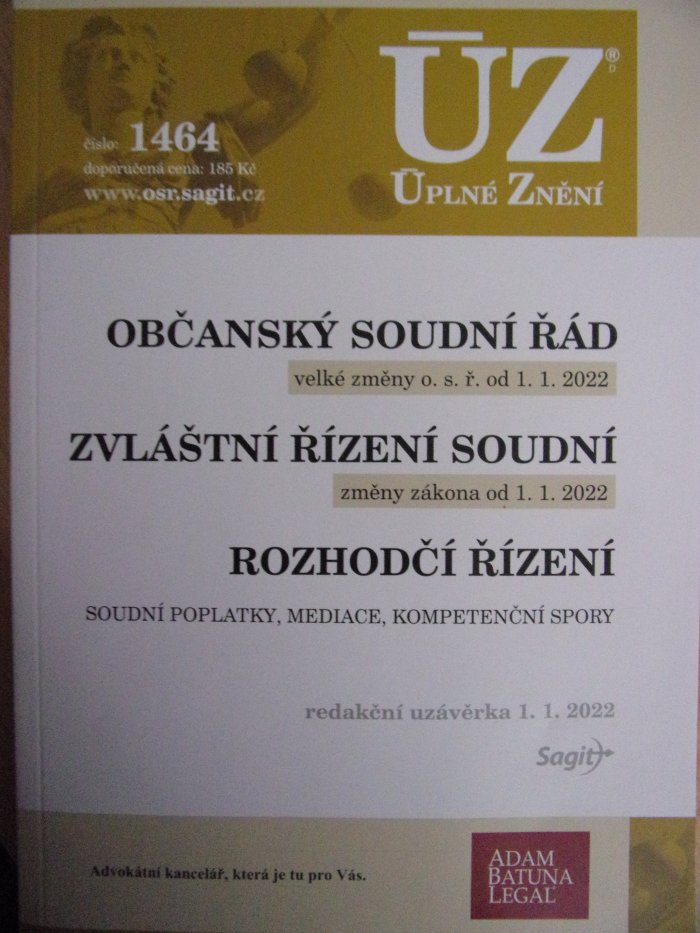 číslo: 1464
doporučená cena: 185 Kč
www.osr.sagit.cz
ÚZ®
D
ÚPLNÉ ZNĚNÍ
OBČANSKÝ SOUDNÍ ŘÁD
velké změny o. s. ř. od 1. 1. 2022
ZVLÁŠTNÍ ŘÍZENÍ SOUDNÍ
změny zákona od 1. 1. 2022
ROZHODČÍ ŘÍZENÍ
SOUDNÍ POPLATKY, MEDIACE, KOMPETENČNÍ SPORY
redakční uzávěrka 1. 1. 2022
Sagit
Advokátní kancelář, která je tu pro Vás.
ADAM
BATUNA
LEGAL